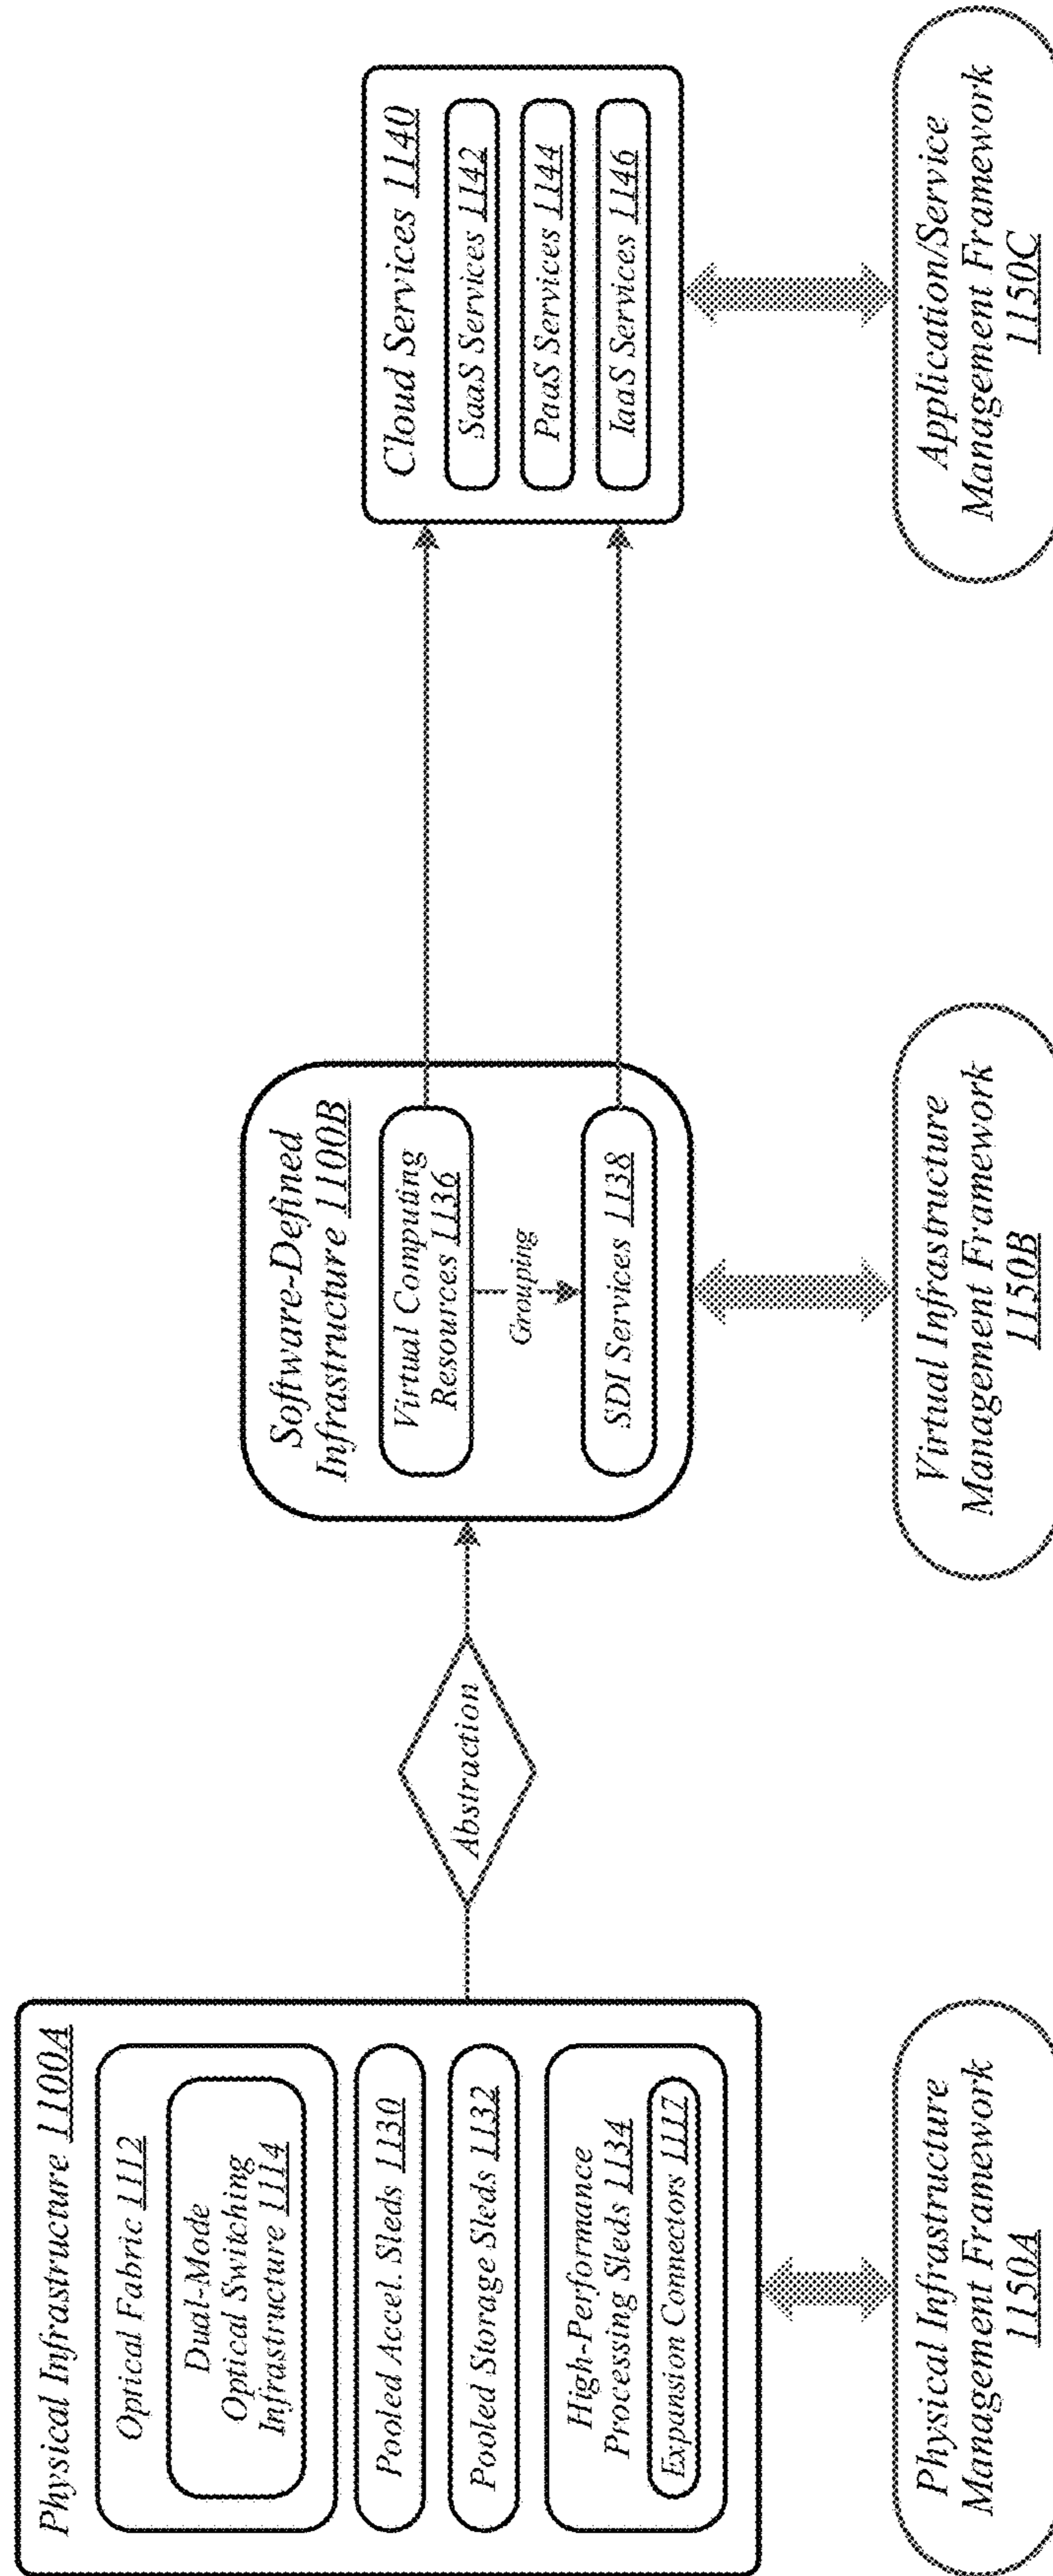 Physical Infrastructure 1100A
Optical Fabric 1112
Dual-Mode
Optical Switching
Infrastructure 1114
Pooled Accel. Sleds 1130
Pooled Storage Sleds 1132
High-Performance
Processing Sleds 1134
Expansion Connectors 1117
Physical Infrastructure
Management Framework
1150A
Abstraction
Software-Defined
Infrastructure 1100B
Virtual Computing
Resources 1136
Grouping
SDI Services 1138
Virtual Infrastructure
Management Framework
1150B
Cloud Services 1140
SaaS Services 1142
PaaS Services 1144
IaaS Services 1146
Application/Service
Management Framework
1150C